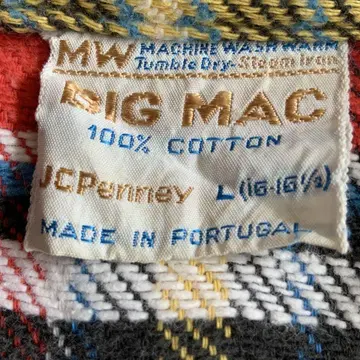 MW MACHINE WASH WARM
Tumble Dry-Steam Iron
BIG MAC
100% COTTON
JCPenney L (16-16½)
MADE IN PORTUGAL